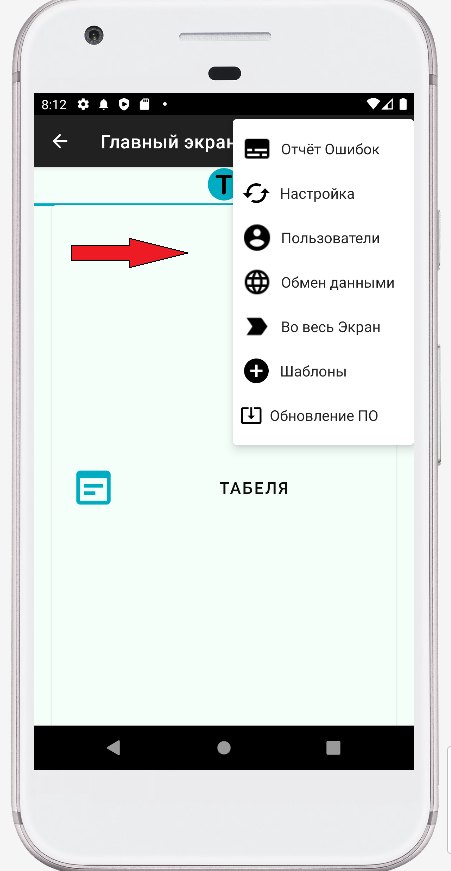 8:12
Главный экран
T
Отчёт Ошибок
Настройка
Пользователи
Обмен данными
Во весь Экран
Шаблоны
Обновление ПО
ТАБЕЛЯ